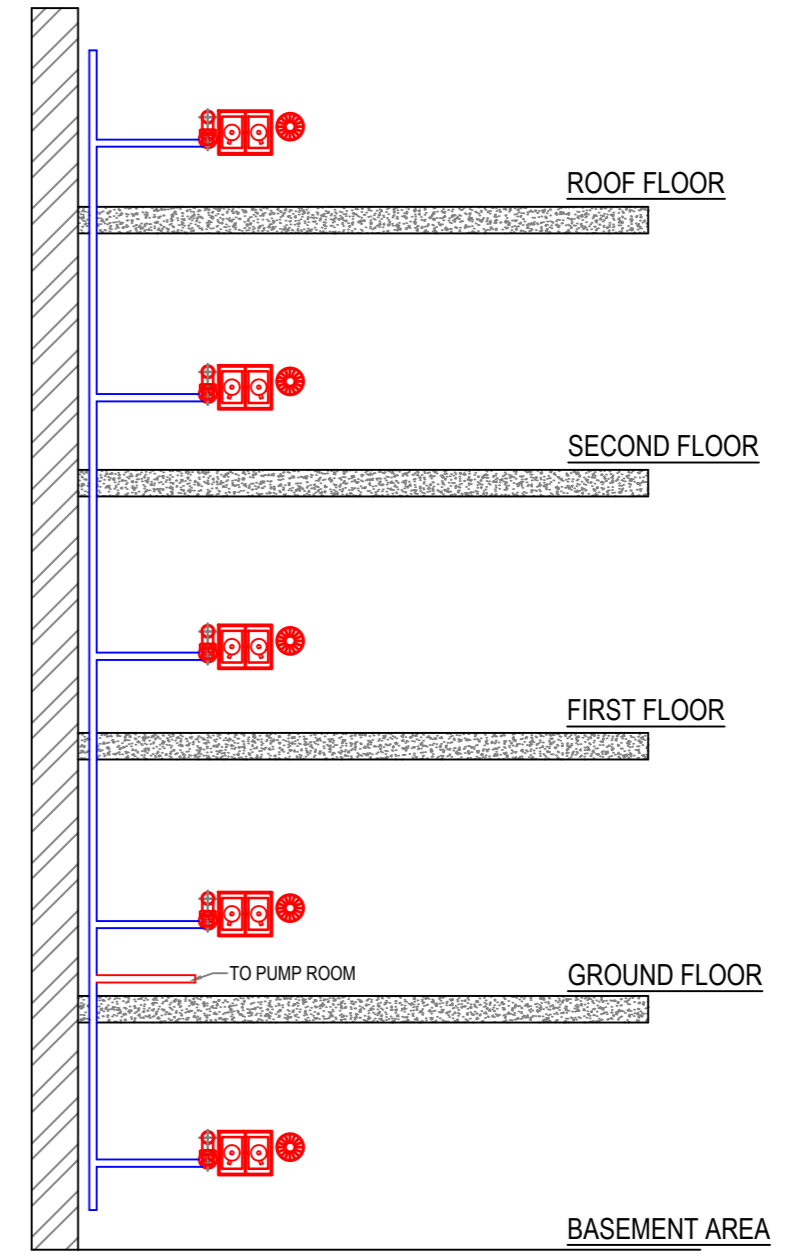 ROOF FLOOR
SECOND FLOOR
FIRST FLOOR
TO PUMP ROOM
GROUND FLOOR
BASEMENT AREA